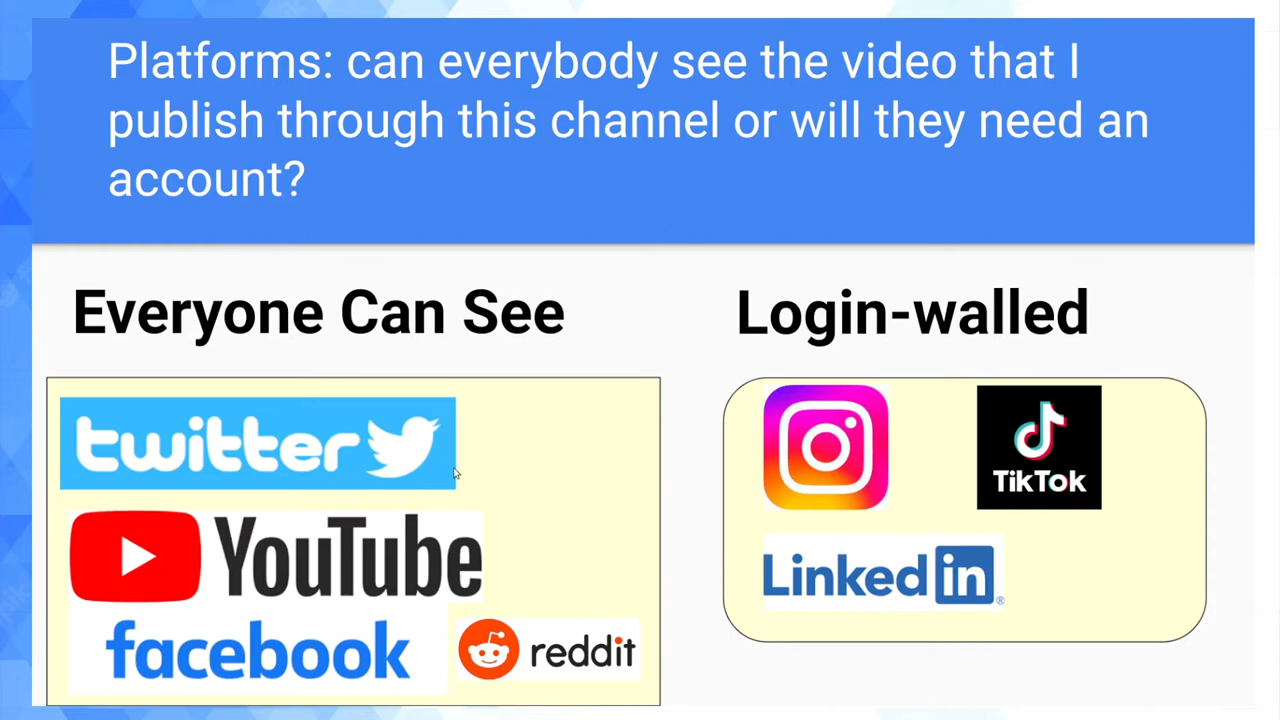 Platforms: can everybody see the video that I
publish through this channel or will they need an
account?
Everyone Can See
Login-walled
twitter
YouTube
facebook
reddit
TikTok
Linkedin®